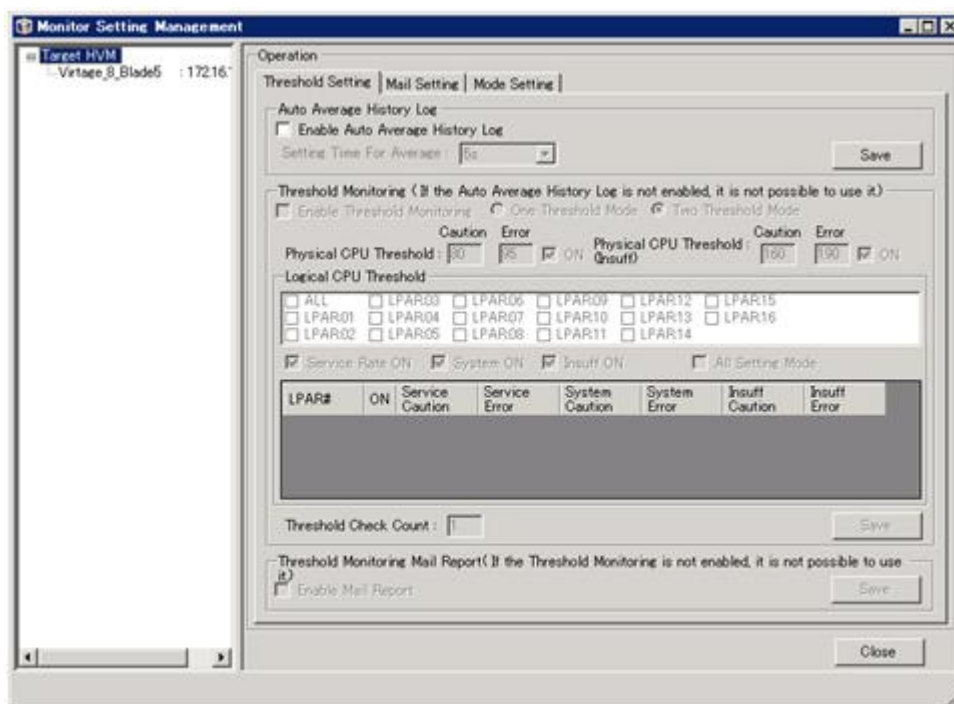 Monitor Setting Management
Target HVM
Virtage_8_Blade5 : 172.16.
Operation
Threshold Setting Mail Setting Mode Setting
Auto Average History Log
Enable Auto Average History Log
Setting Time For Average : 5s
Save
Threshold Monitoring ( If the Auto Average History Log is not enabled, it is not possible to use it.)
Enable Threshold Monitoring One Threshold Mode Two Threshold Mode
Caution Error Caution Error
Physical CPU Threshold : 80 95 ON Physical CPU Threshold : 160 190 ON
(Insuff)
Logical CPU Threshold
ALL LPAR03 LPAR06 LPAR09 LPAR12 LPAR15
LPAR01 LPAR04 LPAR07 LPAR10 LPAR13 LPAR16
LPAR02 LPAR05 LPAR08 LPAR11 LPAR14
Service Rate ON System ON Insuff ON All Setting Mode
LPAR# ON Service Caution Service Error System Caution System Error Insuff Caution Insuff Error
Threshold Check Count : 1
Save
Threshold Monitoring Mail Report( If the Threshold Monitoring is not enabled, it is not possible to use
it.)
Enable Mail Report
Save
Close